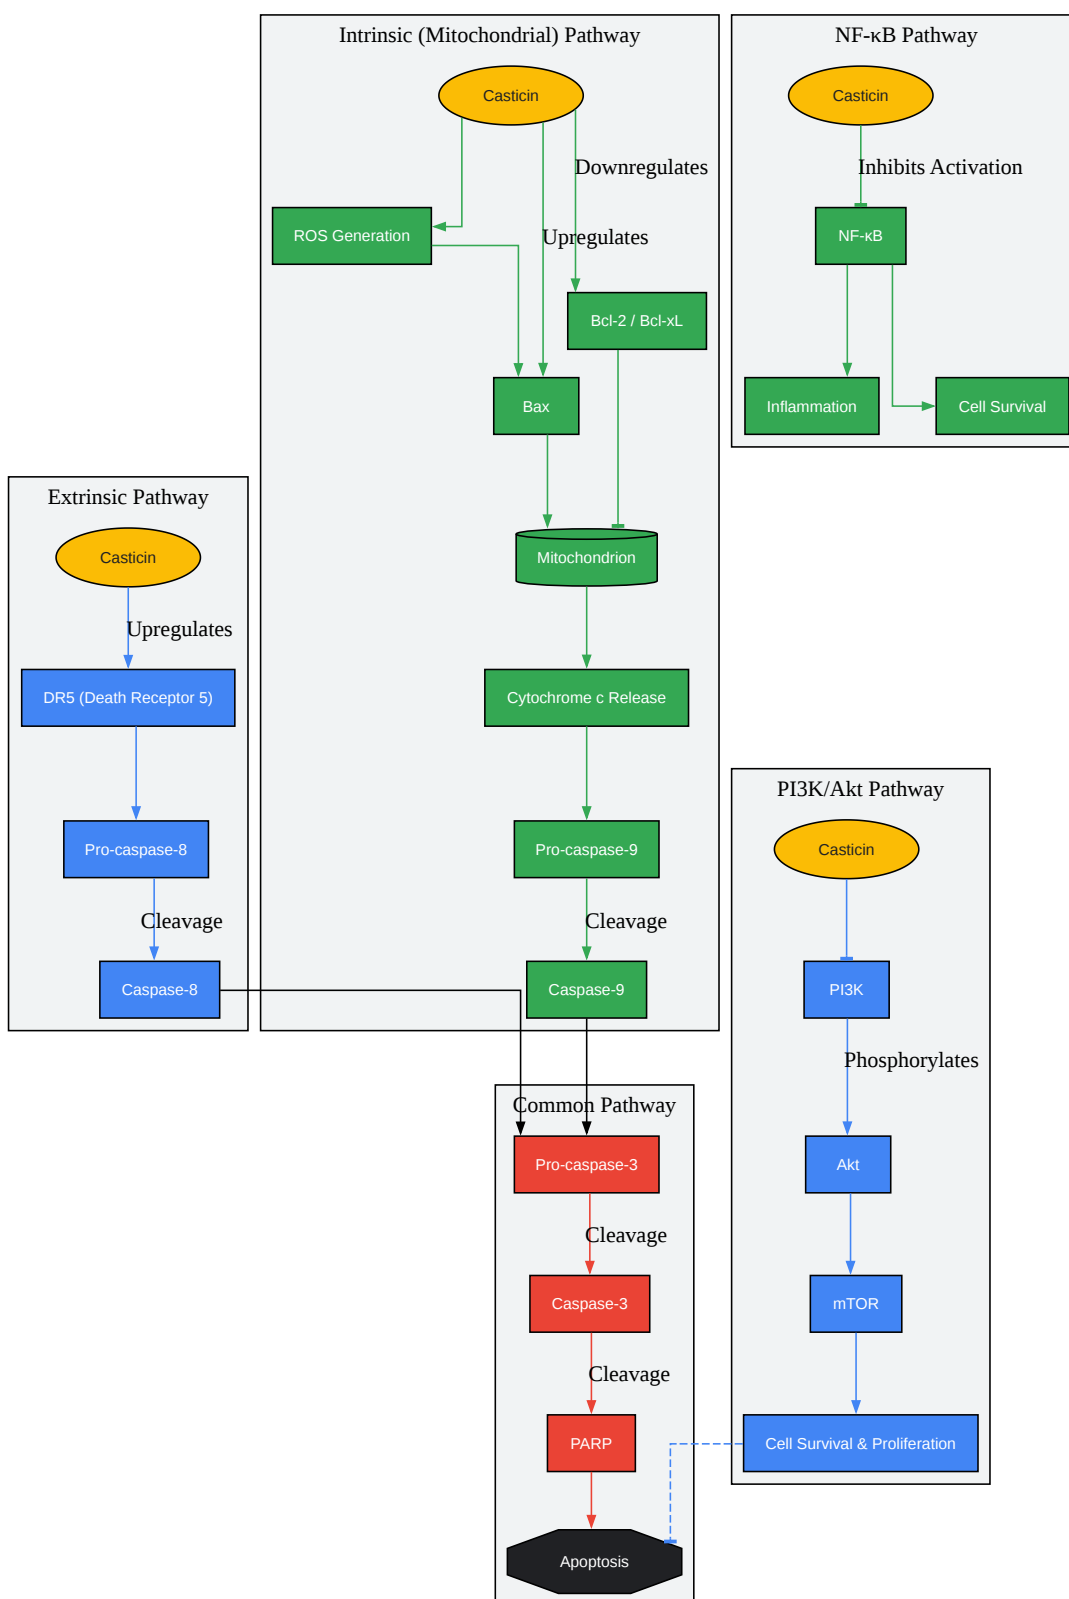 Intrinsic (Mitochondrial) Pathway
Casticin
Downregulates
ROS Generation
Upregulates
Bcl-2 / Bcl-xL
Bax
Mitochondrion
Cytochrome c Release
Pro-caspase-9
Cleavage
Caspase-9
NF-κB Pathway
Casticin
Inhibits Activation
NF-κB
Inflammation
Cell Survival
Extrinsic Pathway
Casticin
Upregulates
DR5 (Death Receptor 5)
Pro-caspase-8
Cleavage
Caspase-8
PI3K/Akt Pathway
Casticin
PI3K
Phosphorylates
Akt
mTOR
Cell Survival & Proliferation
Common Pathway
Pro-caspase-3
Cleavage
Caspase-3
Cleavage
PARP
Apoptosis